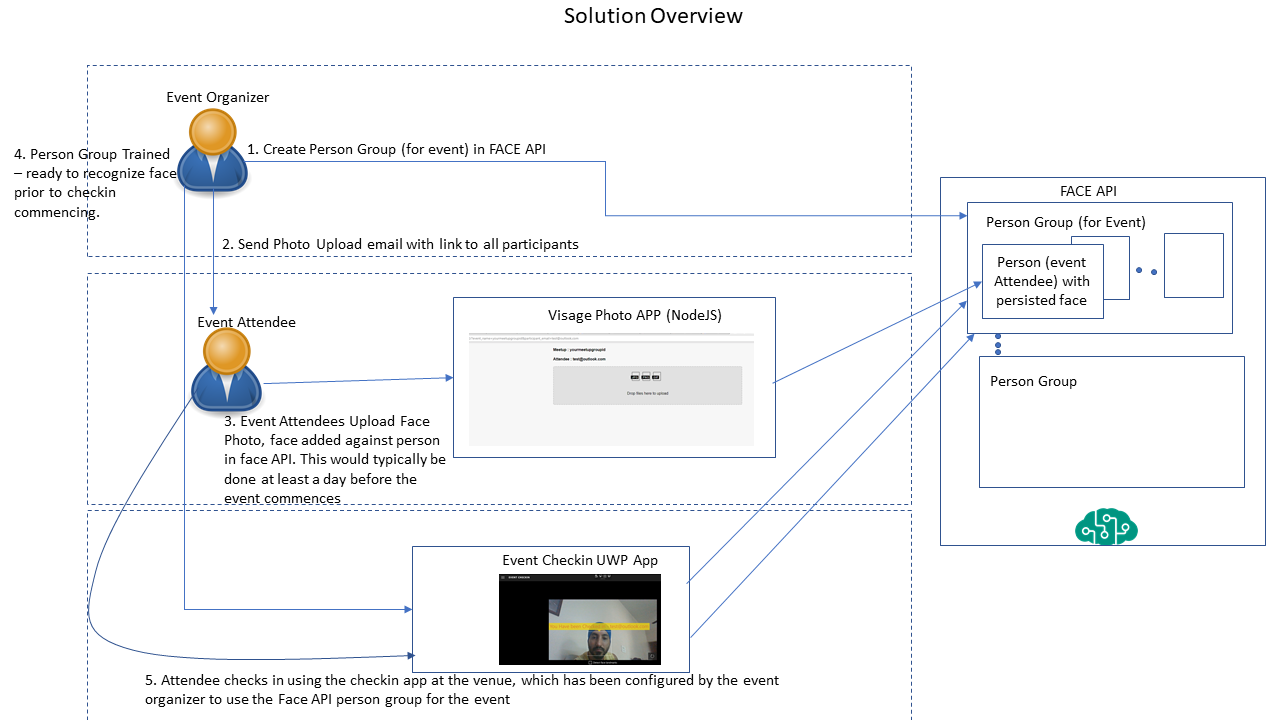 Solution Overview
Event Organizer
4. Person Group Trained
– ready to recognize face
prior to checkin
commencing.
1. Create Person Group (for event) in FACE API
2. Send Photo Upload email with link to all participants
FACE API
Person Group (for Event)
Person (event
Attendee) with
persisted face
Person Group
Event Attendee
3. Event Attendees Upload Face
Photo, face added against person
in face API. This would typically be
done at least a day before the
event commences
Visage Photo APP (NodeJS)
Meetup : yourmeetupgroupid
Attendee : test@outlook.com
Drop files here to upload
Event Checkin UWP App
EVENT CHECKIN
5. Attendee checks in using the checkin app at the venue, which has been configured by the event
organizer to use the Face API person group for the event